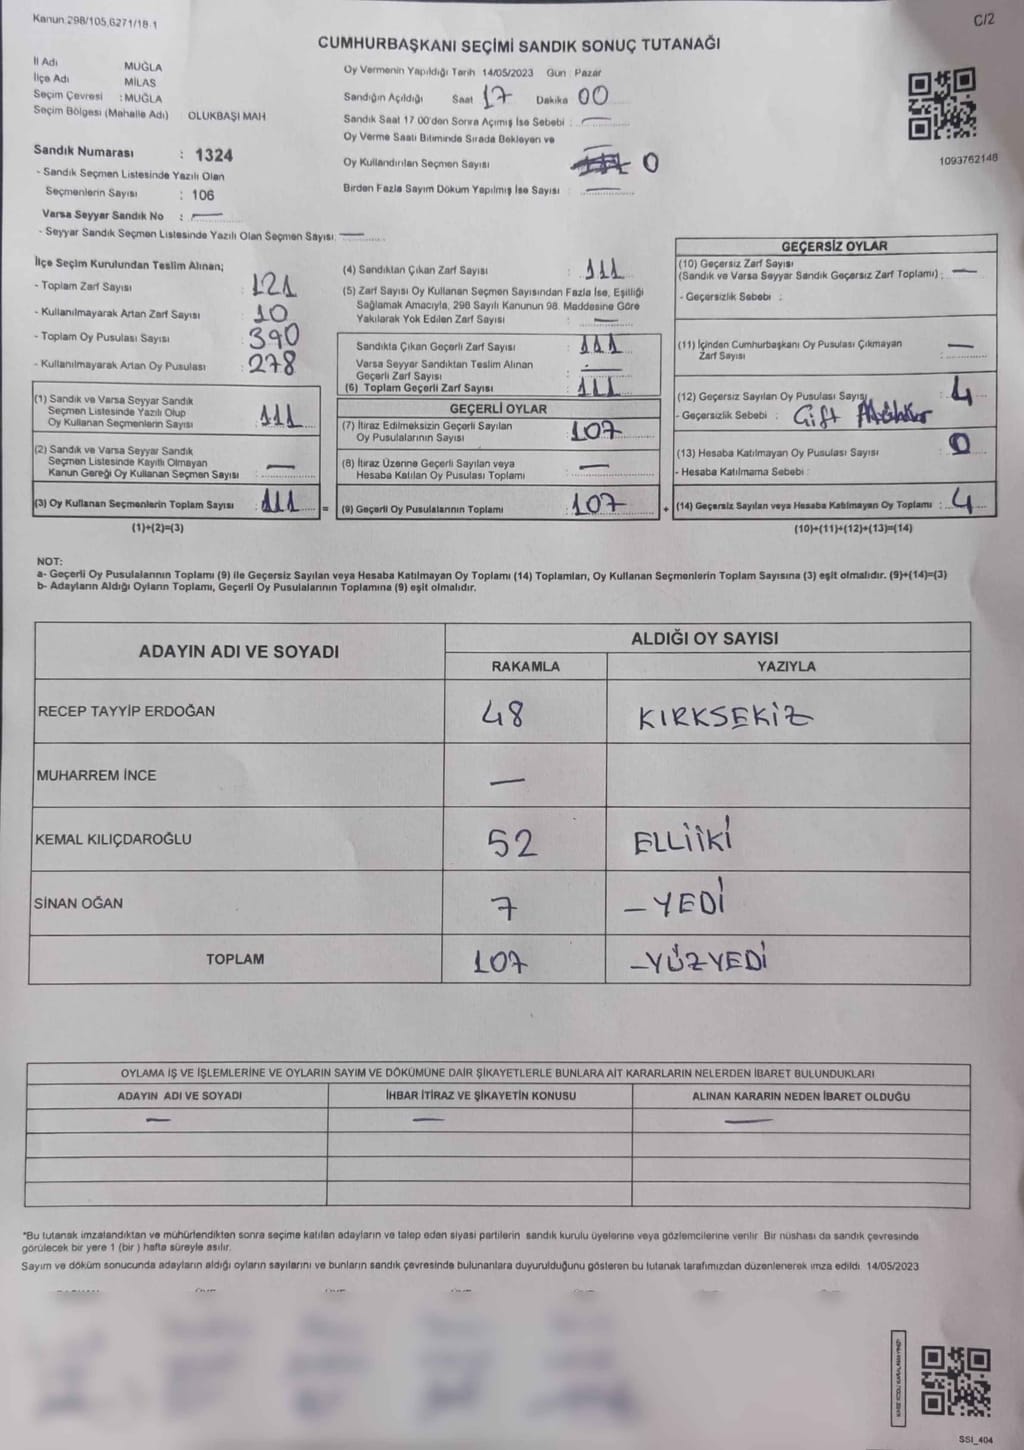 Kanun 298/105,6271/18.1
C/2
CUMHURBAŞKANI SEÇİMİ SANDIK SONUÇ TUTANAĞI
İl Adı MUĞLA
İlçe Adı MİLAS
Seçim Çevresi : MUĞLA
Seçim Bölgesi (Mahalle Adı) OLUKBAŞI MAH
Sandık Numarası : 1324
- Sandık Seçmen Listesinde Yazılı Olan
Seçmenlerin Sayısı : 106
Varsa Seyyar Sandık No : —
- Seyyar Sandık Seçmen Listesinde Yazılı Olan Seçmen Sayısı: —
Oy Vermenin Yapıldığı Tarih 14/05/2023 Gün : Pazar
Sandığın Açıldığı Saat 17 Dakika 00
Sandık Saat 17 00'den Sonra Açımış İse Sebebi : —
Oy Verme Saati Bitiminde Sırada Bekleyen ve
Oy Kullandırılan Seçmen Sayısı 0
Birden Fazla Sayım Döküm Yapılmış İse Sayısı : —
1093762148
İlçe Seçim Kurulundan Teslim Alınan;
- Toplam Zarf Sayısı : 121
- Kullanılmayarak Artan Zarf Sayısı : 10
- Toplam Oy Pusulası Sayısı : 390
- Kullanılmayarak Artan Oy Pusulası : 278
(1) Sandık ve Varsa Seyyar Sandık
Seçmen Listesinde Yazılı Olup
Oy Kullanan Seçmenlerin Sayısı : 111
(2) Sandık ve Varsa Seyyar Sandık
Seçmen Listesinde Kayıtlı Olmayan
Kanun Gereği Oy Kullanan Seçmen Sayısı : —
(3) Oy Kullanan Seçmenlerin Toplam Sayısı : 111
(1)+(2)=(3)
(4) Sandıktan Çıkan Zarf Sayısı : 111
(5) Zarf Sayısı Oy Kullanan Seçmen Sayısından Fazla İse, Eşitliği
Sağlamak Amacıyla, 298 Sayılı Kanunun 98. Maddesine Göre
Yakılarak Yok Edilen Zarf Sayısı : —
Sandıkta Çıkan Geçerli Zarf Sayısı : 111
Varsa Seyyar Sandıktan Teslim Alınan
Geçerli Zarf Sayısı : —
(6) Toplam Geçerli Zarf Sayısı : 111
GEÇERLİ OYLAR
(7) İtiraz Edilmeksizin Geçerli Sayılan
Oy Pusulalarının Sayısı : 107
(8) İtiraz Üzerine Geçerli Sayılan veya
Hesaba Katılan Oy Pusulası Toplamı : —
= (9) Geçerli Oy Pusulalarının Toplamı : 107
GEÇERSİZ OYLAR
(10) Geçersiz Zarf Sayısı
(Sandık ve Varsa Seyyar Sandık Geçersiz Zarf Toplamı) : —
- Geçersizlik Sebebi :
(11) İçinden Cumhurbaşkanı Oy Pusulası Çıkmayan
Zarf Sayısı : —
(12) Geçersiz Sayılan Oy Pusulası Sayısı : 4
- Geçersizlik Sebebi : Çift
(13) Hesaba Katılmayan Oy Pusulası Sayısı : 0
- Hesaba Katılmama Sebebi :
+ (14) Geçersiz Sayılan veya Hesaba Katılmayan Oy Toplamı : 4
(10)+(11)+(12)+(13)=(14)
NOT:
a- Geçerli Oy Pusulalarının Toplamı (9) ile Geçersiz Sayılan veya Hesaba Katılmayan Oy Toplamı (14) Toplamları, Oy Kullanan Seçmenlerin Toplam Sayısına (3) eşit olmalıdır. (9)+(14)=(3)
b- Adayların Aldığı Oyların Toplamı, Geçerli Oy Pusulalarının Toplamına (9) eşit olmalıdır.
ADAYIN ADI VE SOYADI ALDIĞI OY SAYISI
RAKAMLA YAZIYLA
RECEP TAYYİP ERDOĞAN 48 KIRKSEKİZ
MUHARREM İNCE —
KEMAL KILIÇDAROĞLU 52 ELLİİKİ
SİNAN OĞAN 7 –YEDİ
TOPLAM 107 –YÜZYEDİ
OYLAMA İŞ VE İŞLEMLERİNE VE OYLARIN SAYIM VE DÖKÜMÜNE DAİR ŞİKAYETLERLE BUNLARA AİT KARARLARIN NELERDEN İBARET BULUNDUKLARI
ADAYIN ADI VE SOYADI İHBAR İTİRAZ VE ŞİKAYETİN KONUSU ALINAN KARARIN NEDEN İBARET OLDUĞU
— — —
*Bu tutanak imzalandıktan ve mühürlendikten sonra seçime katılan adayların ve talep eden siyasi partilerin sandık kurulu üyelerine veya gözlemcilerine verilir. Bir nüshası da sandık çevresinde
görülecek bir yere 1 (bir ) hafta süreyle asılır.
Sayım ve döküm sonucunda adayların aldığı oyların sayılarını ve bunların sandık çevresinde bulunanlara duyurulduğunu gösteren bu tutanak tarafımızdan düzenlenerek imza edildi 14/05/2023
SSI_404